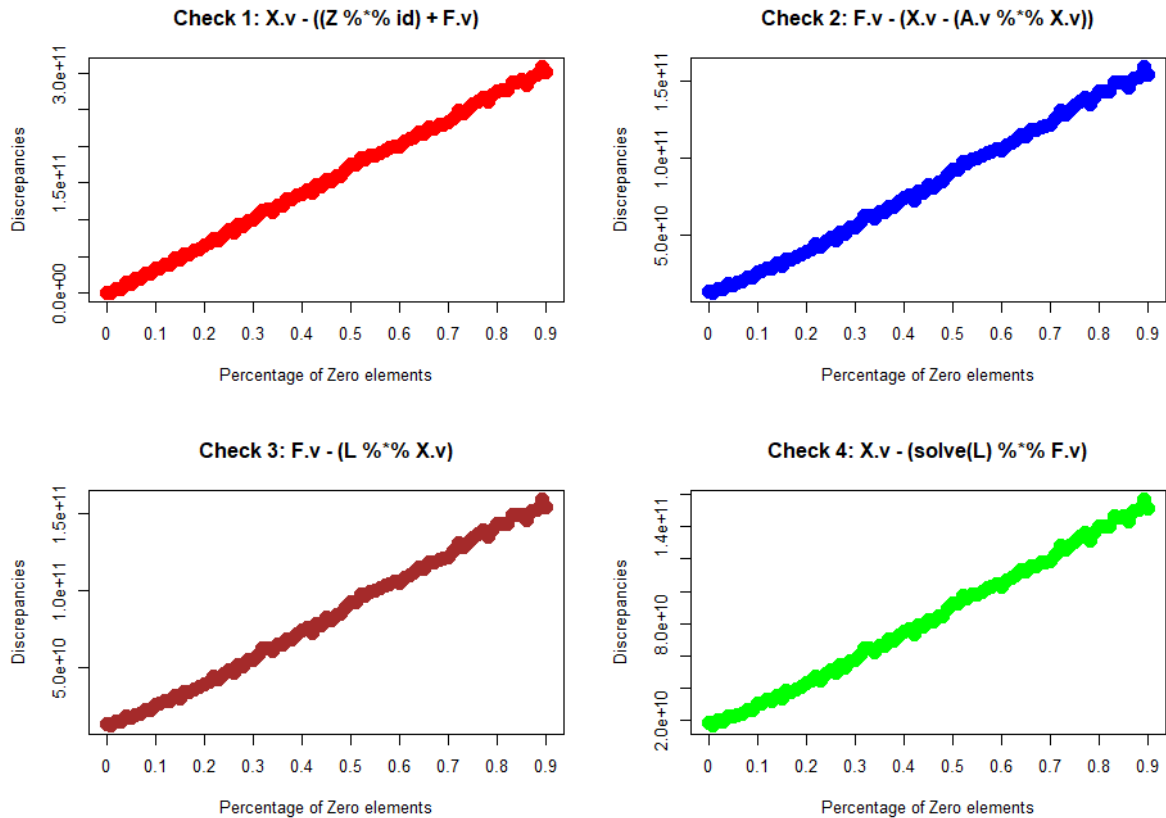 Check 1: X.v - ((Z %*% id) + F.v)
Discrepancies
3.0e+11
1.5e+11
0.0e+00
0 0.1 0.2 0.3 0.4 0.5 0.6 0.7 0.8 0.9
Percentage of Zero elements
Check 2: F.v - (X.v - (A.v %*% X.v))
Discrepancies
1.5e+11
1.0e+11
5.0e+10
0 0.1 0.2 0.3 0.4 0.5 0.6 0.7 0.8 0.9
Percentage of Zero elements
Check 3: F.v - (L %*% X.v)
Discrepancies
1.5e+11
1.0e+11
5.0e+10
0 0.1 0.2 0.3 0.4 0.5 0.6 0.7 0.8 0.9
Percentage of Zero elements
Check 4: X.v - (solve(L) %*% F.v)
Discrepancies
1.4e+11
8.0e+10
2.0e+10
0 0.1 0.2 0.3 0.4 0.5 0.6 0.7 0.8 0.9
Percentage of Zero elements